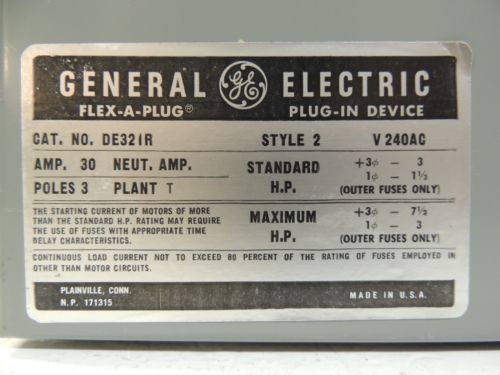 GENERAL GE ELECTRIC
FLEX-A-PLUG® PLUG-IN DEVICE
CAT. NO. DE321R STYLE 2 V 240AC
AMP. 30 NEUT. AMP. STANDARD +3φ - 3
POLES 3 PLANT T H.P. 1φ - 1½
(OUTER FUSES ONLY)
THE STARTING CURRENT OF MOTORS OF MORE
THAN THE STANDARD H.P. RATING MAY REQUIRE
THE USE OF FUSES WITH APPROPRIATE TIME
DELAY CHARACTERISTICS.
MAXIMUM +3φ - 7½
H.P. 1φ - 3
(OUTER FUSES ONLY)
CONTINUOUS LOAD CURRENT NOT TO EXCEED 80 PERCENT OF THE RATING OF FUSES EMPLOYED IN
OTHER THAN MOTOR CIRCUITS.
PLAINVILLE, CONN.
N.P. 171315 MADE IN U.S.A.